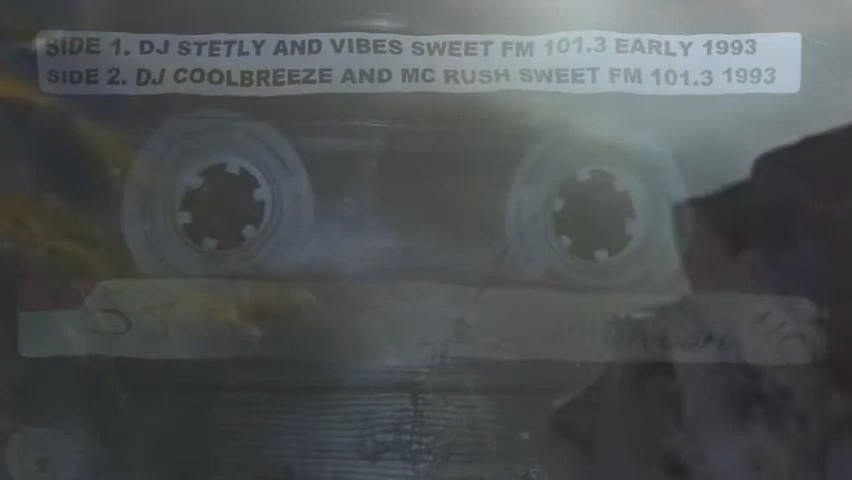 SIDE 1. DJ STETLY AND VIBES SWEET FM 101.3 EARLY 1993
SIDE 2. DJ COOLBREEZE AND MC RUSH SWEET FM 101.3 1993